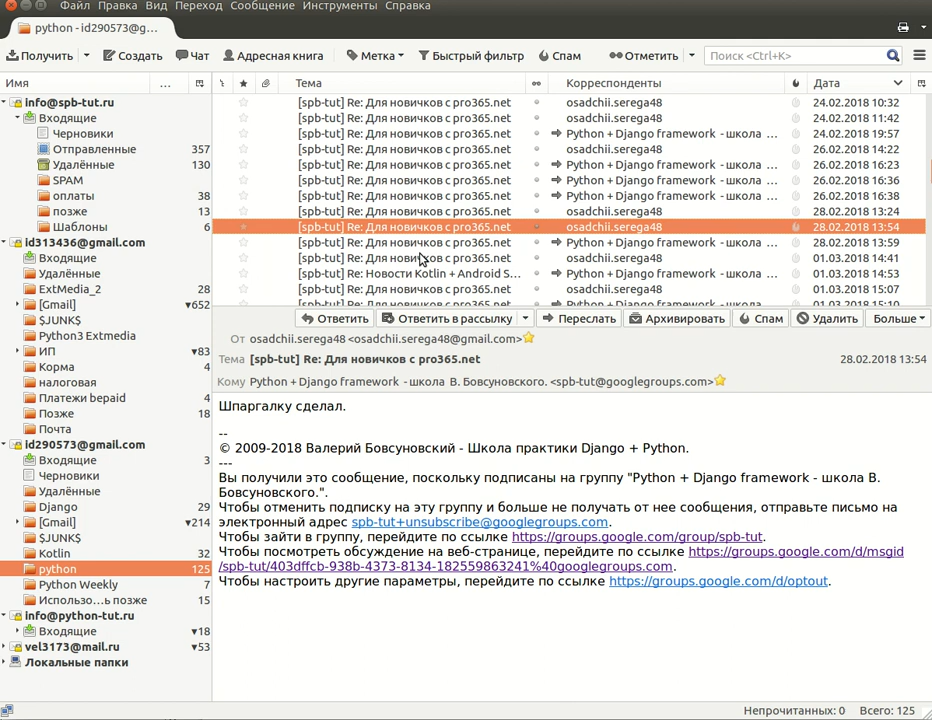 Файл Правка Вид Переход Сообщение Инструменты Справка
python - id290573@g...
Получить Создать Чат Адресная книга Метка Быстрый фильтр Спам Отметить Поиск <Ctrl+K>
Имя ... Тема Корреспонденты Дата
info@spb-tut.ru
Входящие
Черновики
Отправленные 357
Удалённые 130
SPAM
оплаты 38
позже 13
Шаблоны 6
id313436@gmail.com
Входящие
Удалённые
ExtMedia_2 28
[Gmail] ▾652
$JUNK$
Python3 Extmedia
ИП ▾83
Корма 4
налоговая
Платежи bepaid 4
Позже 18
Почта
id290573@gmail.com
Входящие 3
Черновики
Удалённые
Django 29
[Gmail] ▾214
$JUNK$
Kotlin 32
python 125
Python Weekly 7
Использо...ь позже 15
info@python-tut.ru
Входящие ▾18
vel3173@mail.ru ▾53
Локальные папки
[spb-tut] Re: Для новичков с pro365.net osadchii.serega48 24.02.2018 10:32
[spb-tut] Re: Для новичков с pro365.net osadchii.serega48 24.02.2018 11:42
[spb-tut] Re: Для новичков с pro365.net Python + Django framework - школа ... 24.02.2018 19:57
[spb-tut] Re: Для новичков с pro365.net osadchii.serega48 26.02.2018 14:22
[spb-tut] Re: Для новичков с pro365.net Python + Django framework - школа ... 26.02.2018 16:23
[spb-tut] Re: Для новичков с pro365.net Python + Django framework - школа ... 26.02.2018 16:36
[spb-tut] Re: Для новичков с pro365.net Python + Django framework - школа ... 26.02.2018 16:38
[spb-tut] Re: Для новичков с pro365.net osadchii.serega48 28.02.2018 13:24
[spb-tut] Re: Для новичков с pro365.net osadchii.serega48 28.02.2018 13:54
[spb-tut] Re: Для новичков с pro365.net Python + Django framework - школа ... 28.02.2018 13:59
[spb-tut] Re: Для новичков с pro365.net osadchii.serega48 01.03.2018 14:41
[spb-tut] Re: Новости Kotlin + Android S... Python + Django framework - школа ... 01.03.2018 14:53
[spb-tut] Re: Для новичков с pro365.net osadchii.serega48 01.03.2018 15:07
[spb-tut] Re: Для новичков с pro365.net Python + Django framework - школа ... 01.03.2018 15:10
Ответить Ответить в рассылку Переслать Архивировать Спам Удалить Больше
От osadchii.serega48 <osadchii.serega48@gmail.com>
Тема [spb-tut] Re: Для новичков с pro365.net 28.02.2018 13:54
Кому Python + Django framework - школа В. Бовсуновского. <spb-tut@googlegroups.com>
Шпаргалку сделал.
--
© 2009-2018 Валерий Бовсуновский - Школа практики Django + Python.
---
Вы получили это сообщение, поскольку подписаны на группу "Python + Django framework - школа В.
Бовсуновского.".
Чтобы отменить подписку на эту группу и больше не получать от нее сообщения, отправьте письмо на
электронный адрес spb-tut+unsubscribe@googlegroups.com.
Чтобы зайти в группу, перейдите по ссылке https://groups.google.com/group/spb-tut.
Чтобы посмотреть обсуждение на веб-странице, перейдите по ссылке https://groups.google.com/d/msgid
/spb-tut/403dffcb-938b-4373-8134-182559863241%40googlegroups.com.
Чтобы настроить другие параметры, перейдите по ссылке https://groups.google.com/d/optout.
Непрочитанных: 0 Всего: 125